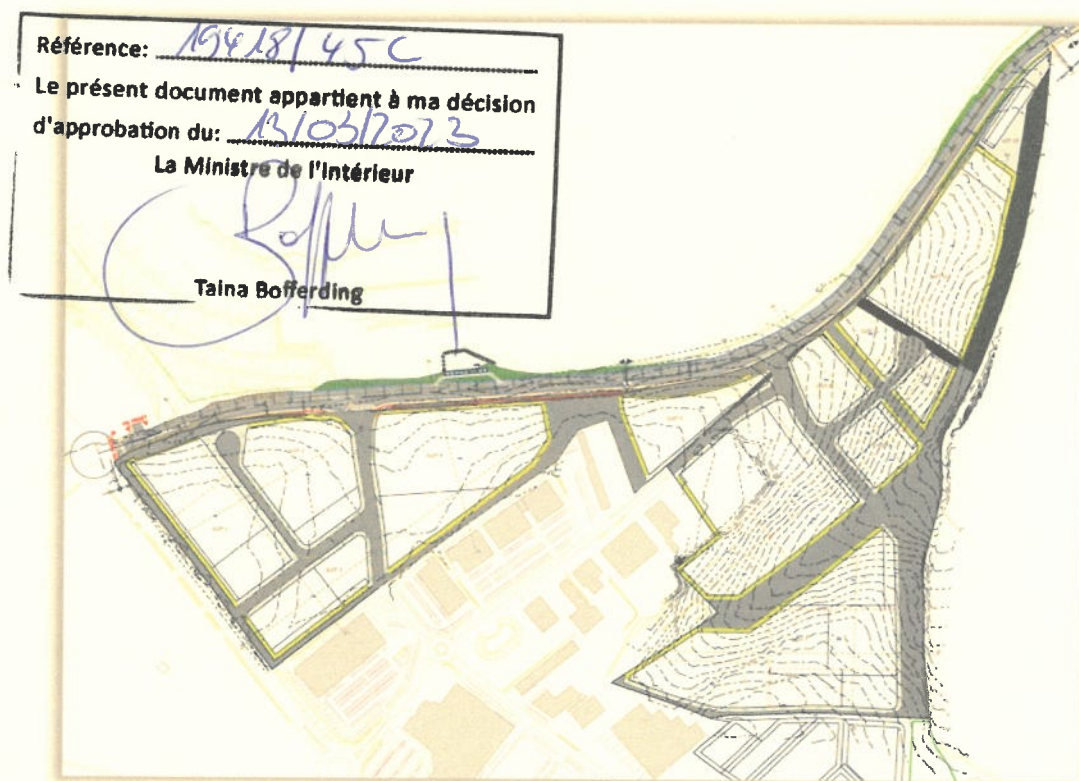 Référence: 19418/45C
Le présent document appartient à ma décision
d'approbation du: 13/03/2023
La Ministre de l'Intérieur
Taina Bofferding